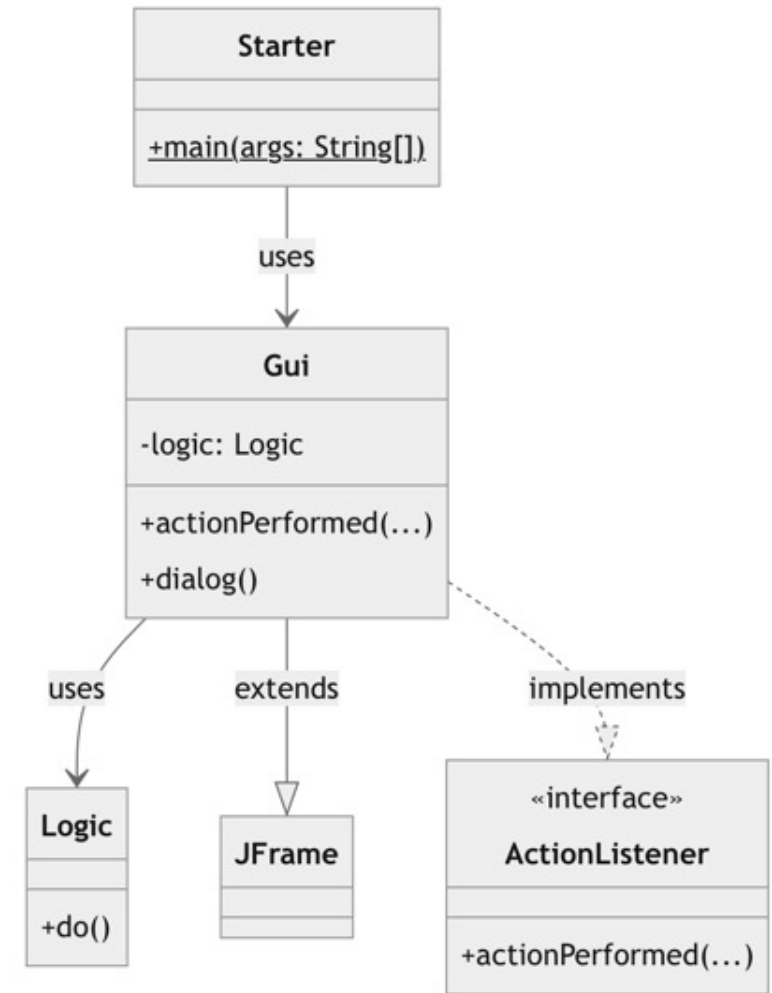 Starter
+main(args: String[])
uses
Gui
-logic: Logic
+actionPerformed(...)
+dialog()
uses
extends
implements
Logic
+do()
JFrame
«interface»
ActionListener
+actionPerformed(...)